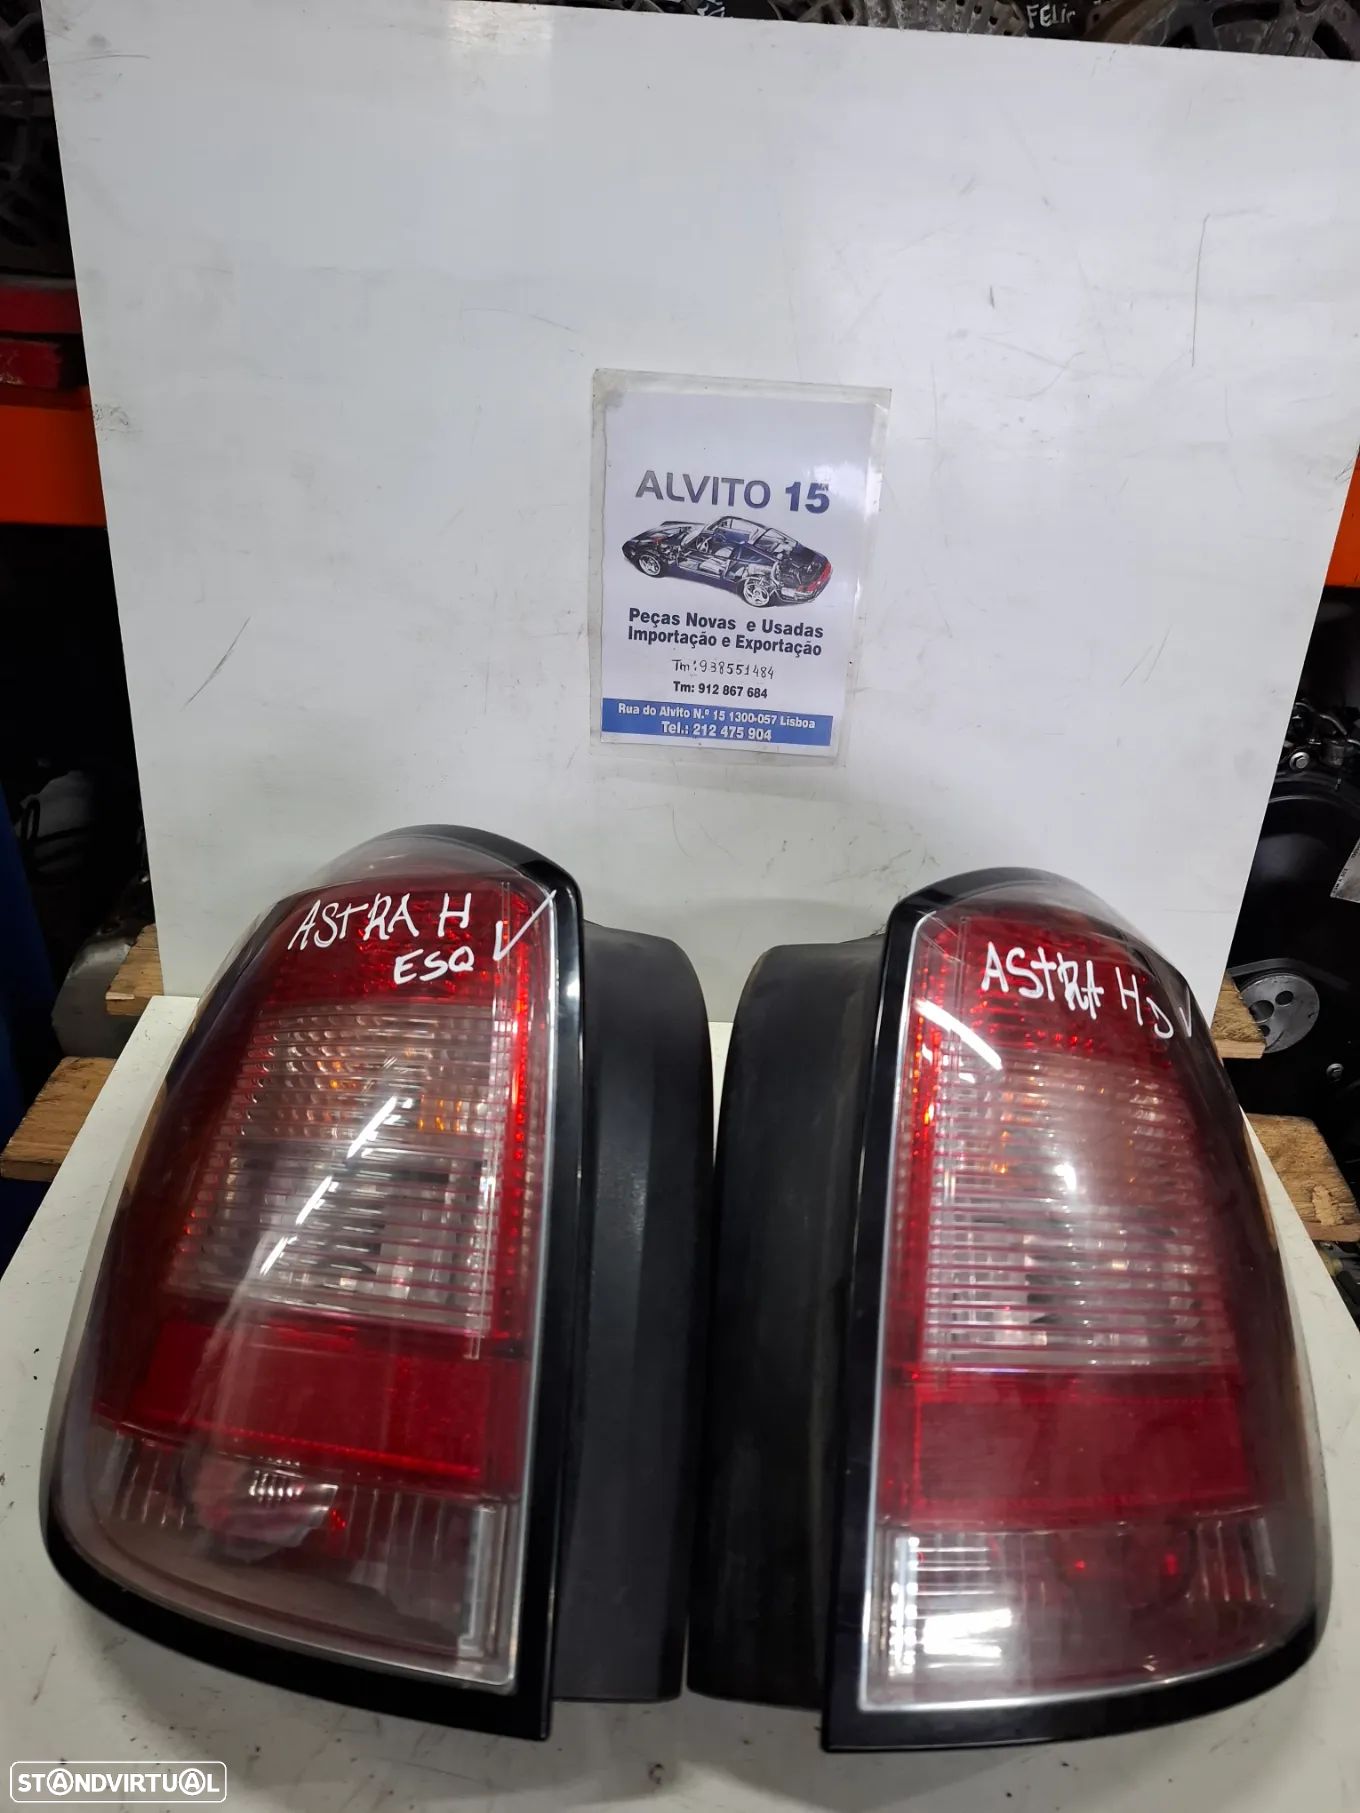 FELIX
ALVITO 15
Peças Novas e Usadas
Importação e Exportação
Tm:938551484
Tm: 912 867 684
Rua do Alvito N.º 15 1300-057 Lisboa
Tel.: 212 475 904
ASTRA H
ESQ
ASTRA H D
STANDVIRTUAL